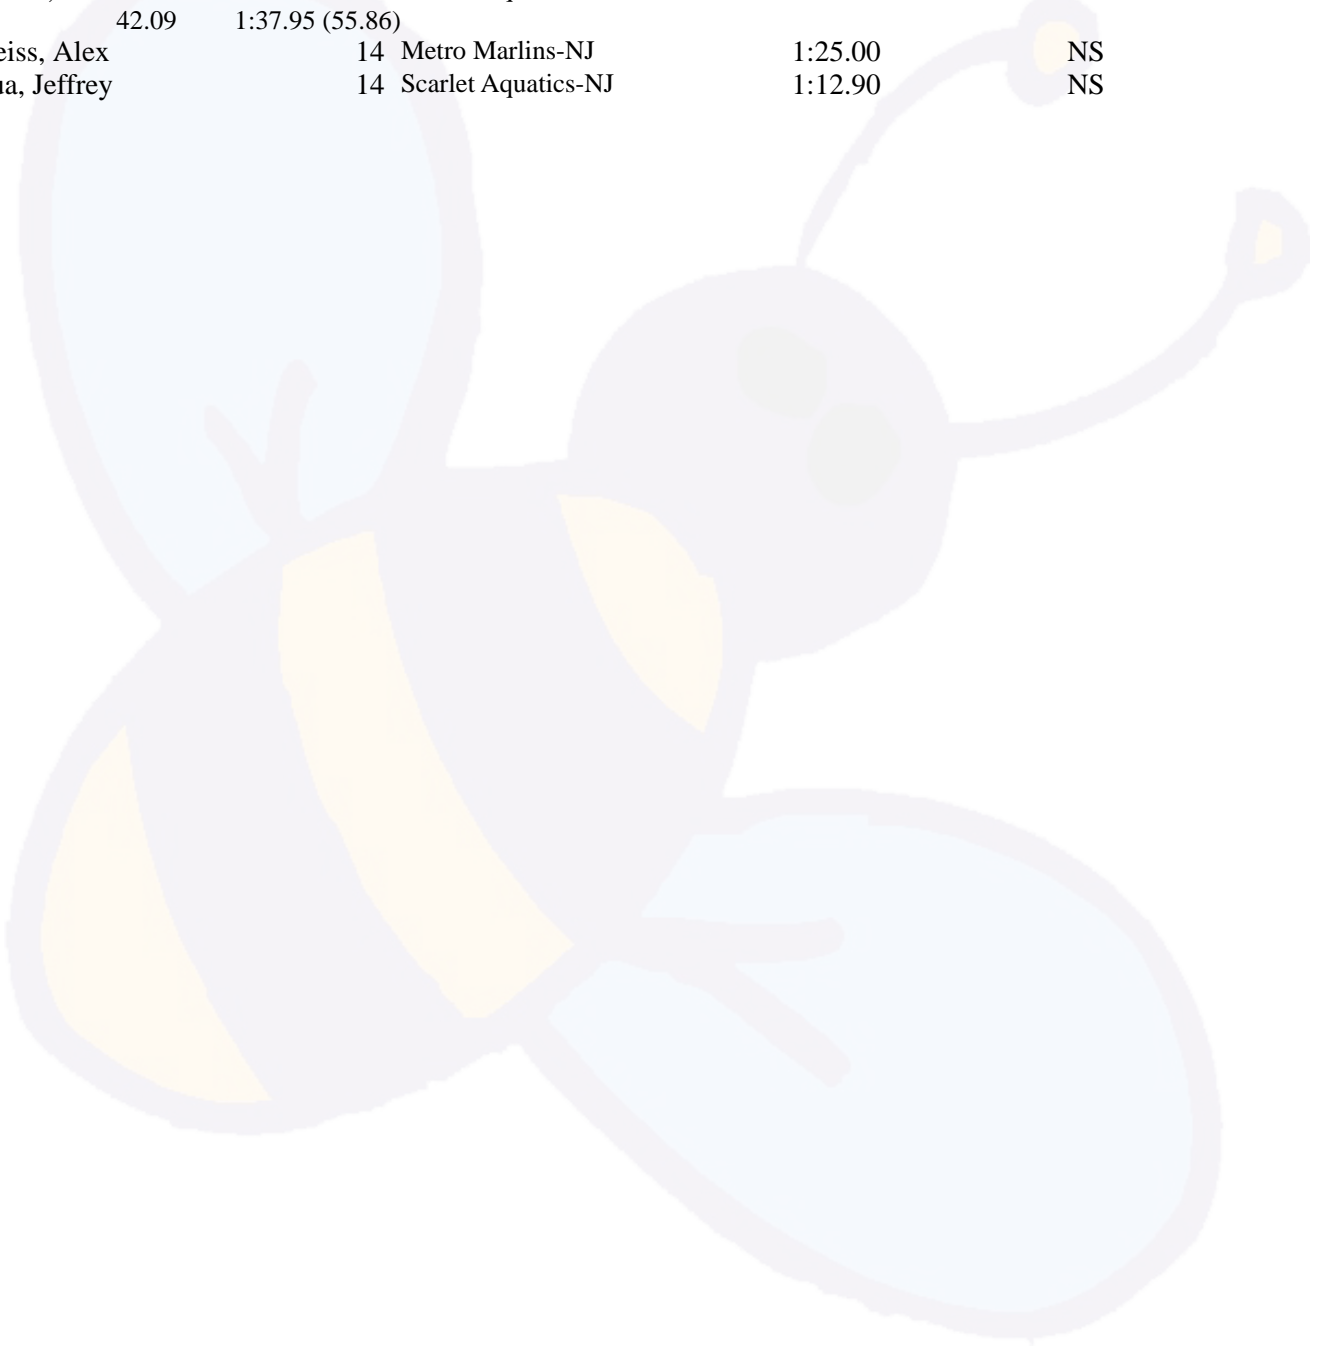 42.09 1:37.95 (55.86)
eiss, Alex 14 Metro Marlins-NJ 1:25.00 NS
ua, Jeffrey 14 Scarlet Aquatics-NJ 1:12.90 NS